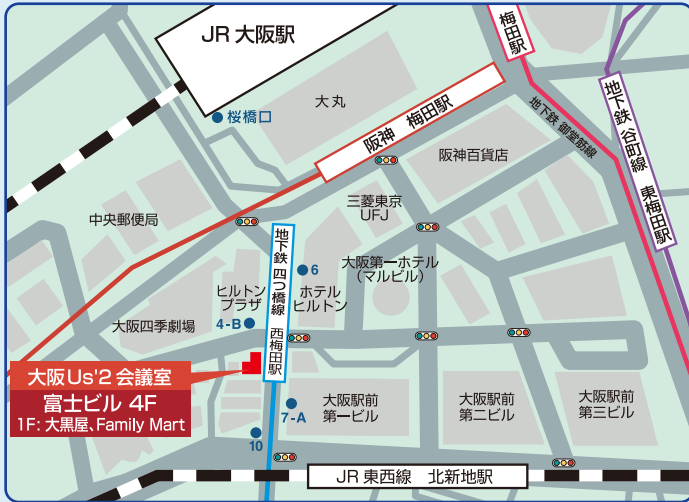 JR 大阪駅
梅田駅
大丸
桜橋口
阪神 梅田駅
地下鉄 御堂筋線
地下鉄 谷町線 東梅田駅
阪神百貨店
中央郵便局
三菱東京
UFJ
地下鉄 四つ橋線 西梅田駅
6
大阪第一ホテル
(マルビル)
ヒルトン
プラザ
ホテル
ヒルトン
4-B
大阪四季劇場
大阪Us'2 会議室
富士ビル 4F
1F: 大黒屋、Family Mart
7-A
大阪駅前
第一ビル
大阪駅前
第二ビル
大阪駅前
第三ビル
10
JR 東西線 北新地駅